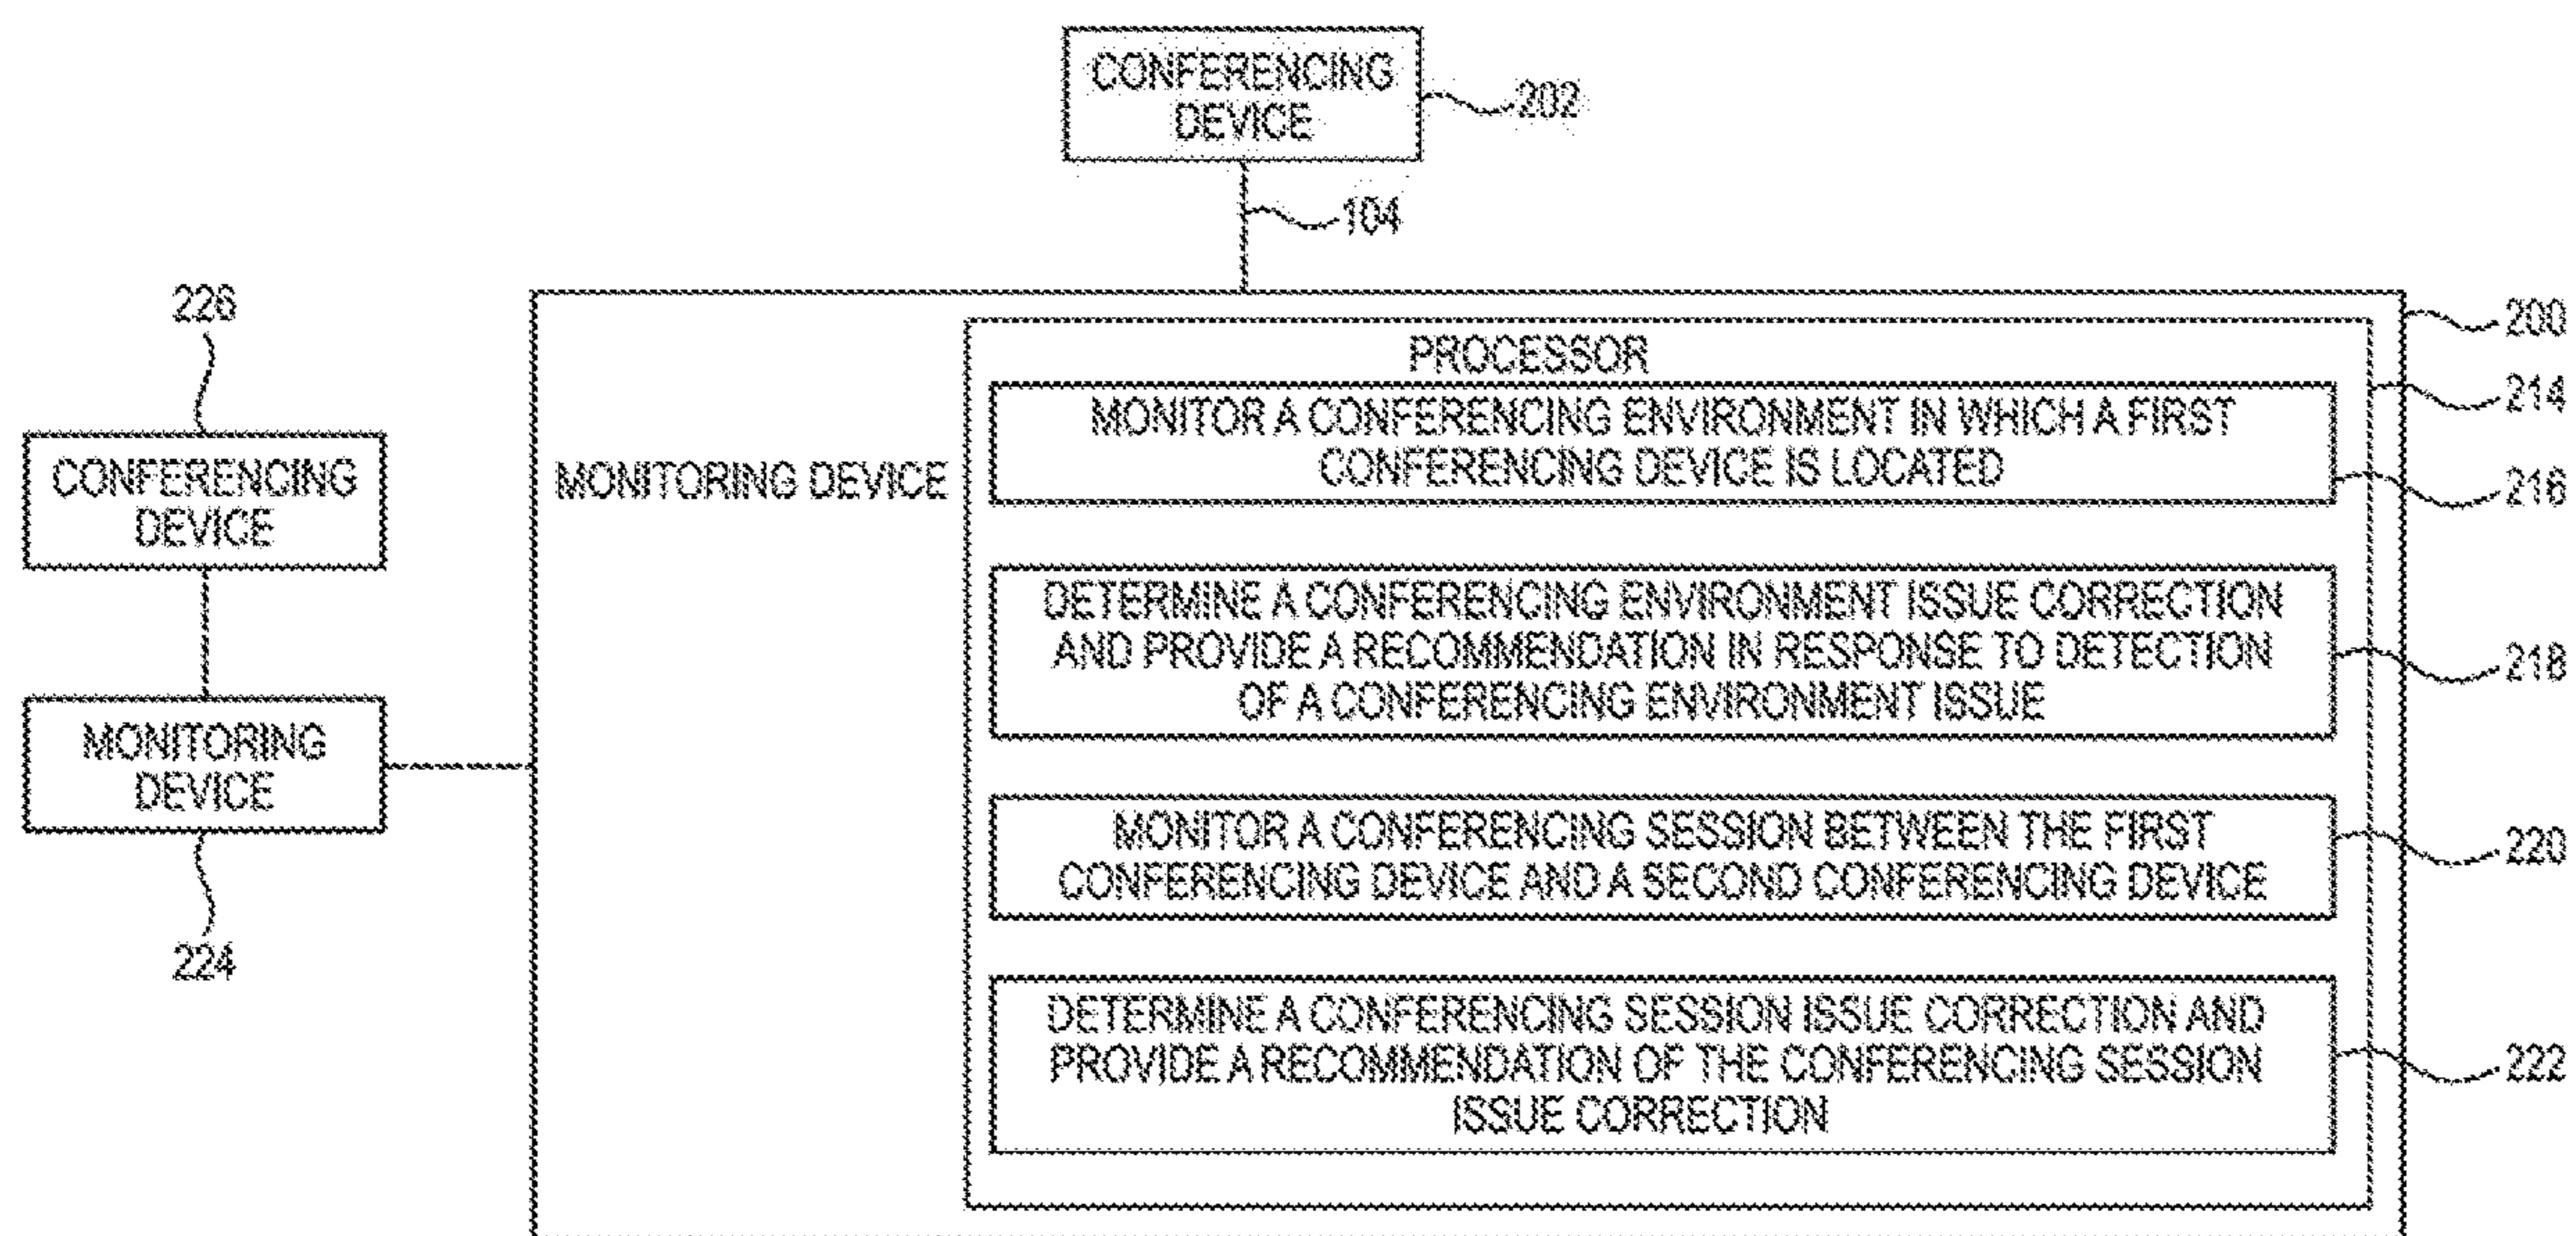 CONFERENCING
DEVICE
202
104
226
CONFERENCING
DEVICE
MONITORING
DEVICE
224
MONITORING DEVICE
PROCESSOR
MONITOR A CONFERENCING ENVIRONMENT IN WHICH A FIRST
CONFERENCING DEVICE IS LOCATED
DETERMINE A CONFERENCING ENVIRONMENT ISSUE CORRECTION
AND PROVIDE A RECOMMENDATION IN RESPONSE TO DETECTION
OF A CONFERENCING ENVIRONMENT ISSUE
MONITOR A CONFERENCING SESSION BETWEEN THE FIRST
CONFERENCING DEVICE AND A SECOND CONFERENCING DEVICE
DETERMINE A CONFERENCING SESSION ISSUE CORRECTION AND
PROVIDE A RECOMMENDATION OF THE CONFERENCING SESSION
ISSUE CORRECTION
200
214
216
218
220
222